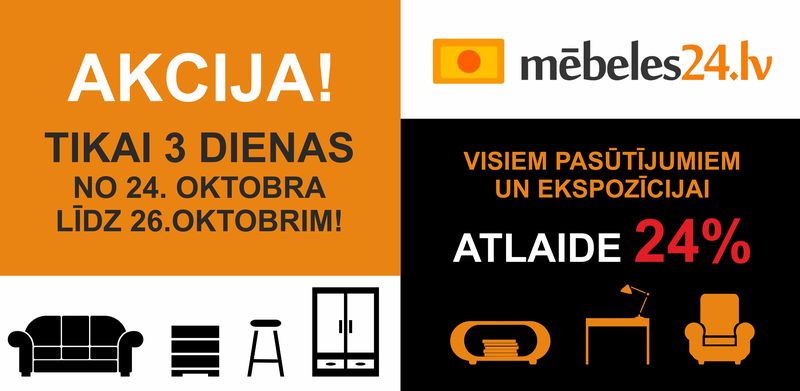 AKCIJA!
TIKAI 3 DIENAS
NO 24. OKTOBRA
LĪDZ 26.OKTOBRIM!
mēbeles24.lv
VISIEM PASŪTĪJUMIEM
UN EKSPOZĪCIJAI
ATLAIDE 24%